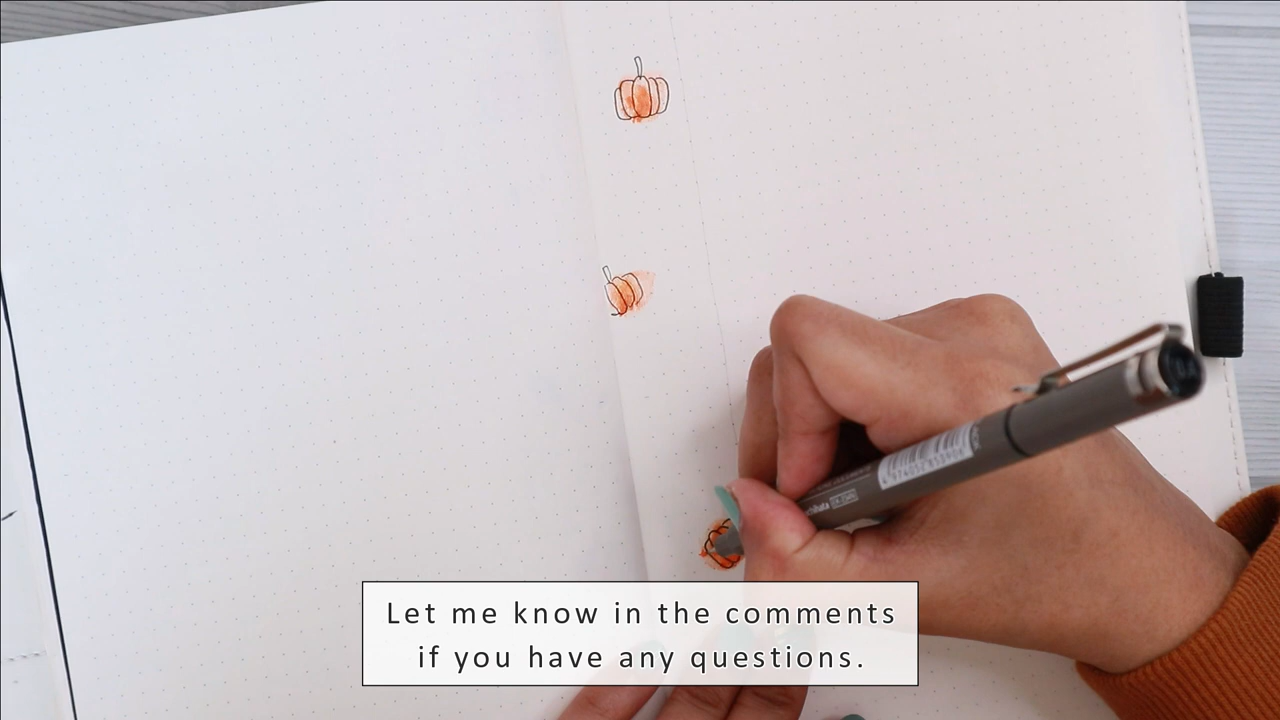 Let me know in the comments
if you have any questions.